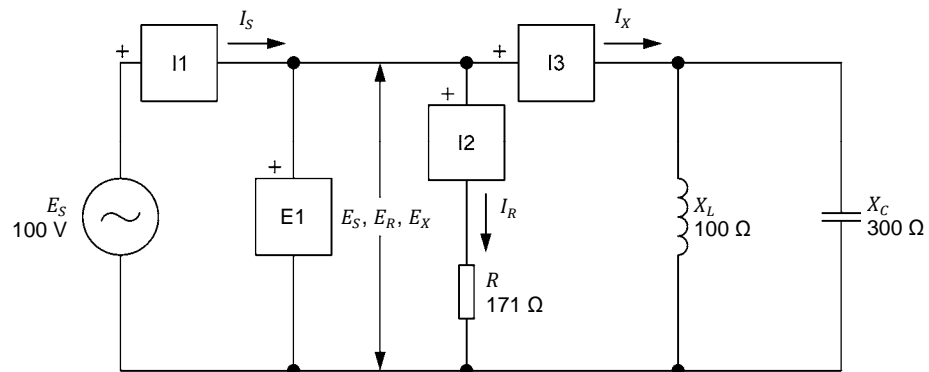 I_S
I_X
+
I1
+
I3
+
I2
+
E1
E_S
100 V
E_S, E_R, E_X
I_R
X_L
100 Ω
X_C
300 Ω
R
171 Ω